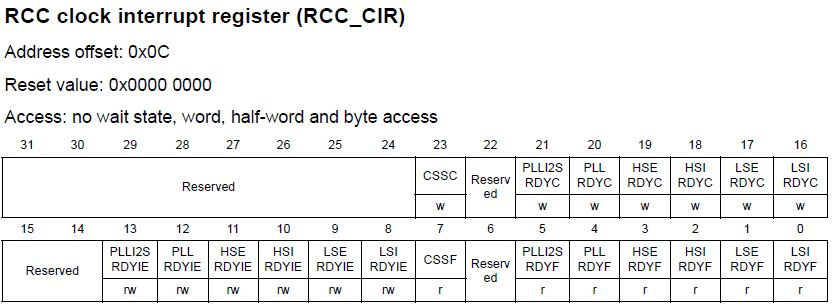 RCC clock interrupt register (RCC_CIR)
Address offset: 0x0C
Reset value: 0x0000 0000
Access: no wait state, word, half-word and byte access
31 30 29 28 27 26 25 24 23 22 21 20 19 18 17 16
Reserved CSSC Reserv ed PLLI2S RDYC PLL RDYC HSE RDYC HSI RDYC LSE RDYC LSI RDYC
w w w w w w w
15 14 13 12 11 10 9 8 7 6 5 4 3 2 1 0
Reserved PLLI2S RDYIE PLL RDYIE HSE RDYIE HSI RDYIE LSE RDYIE LSI RDYIE CSSF Reserv ed PLLI2S RDYF PLL RDYF HSE RDYF HSI RDYF LSE RDYF LSI RDYF
rw rw rw rw rw rw r r r r r r r